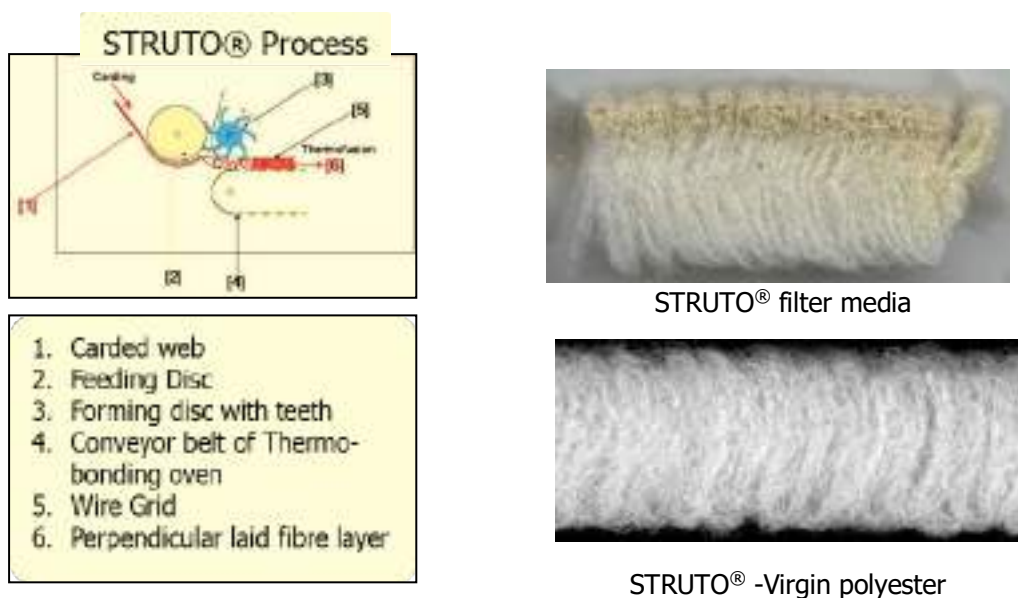 STRUTO® Process
Carding
[3]
[5]
Thermofusion
[6]
[1]
[2]
[4]
1. Carded web
2. Feeding Disc
3. Forming disc with teeth
4. Conveyor belt of Thermo-
bonding oven
5. Wire Grid
6. Perpendicular laid fibre layer
STRUTO® filter media
STRUTO® -Virgin polyester